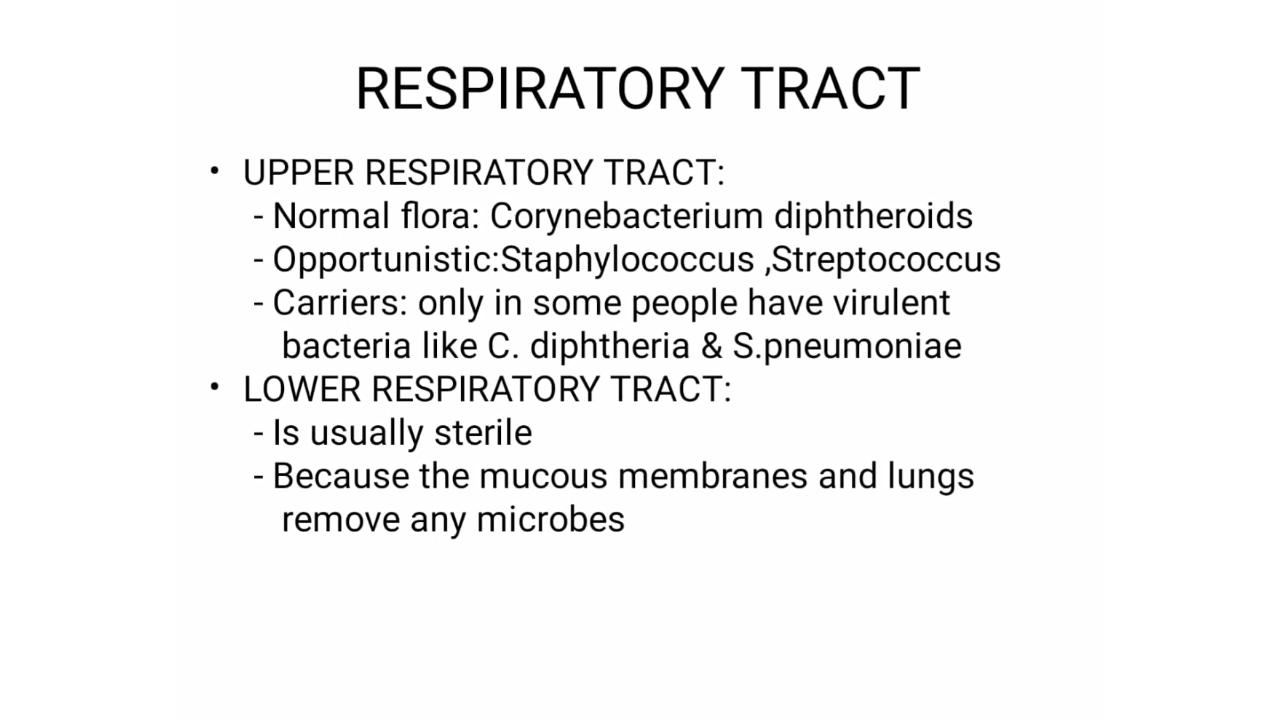 RESPIRATORY TRACT
• UPPER RESPIRATORY TRACT:
- Normal flora: Corynebacterium diphtheroids
- Opportunistic:Staphylococcus ,Streptococcus
- Carriers: only in some people have virulent
bacteria like C. diphtheria & S.pneumoniae
• LOWER RESPIRATORY TRACT:
- Is usually sterile
- Because the mucous membranes and lungs
remove any microbes